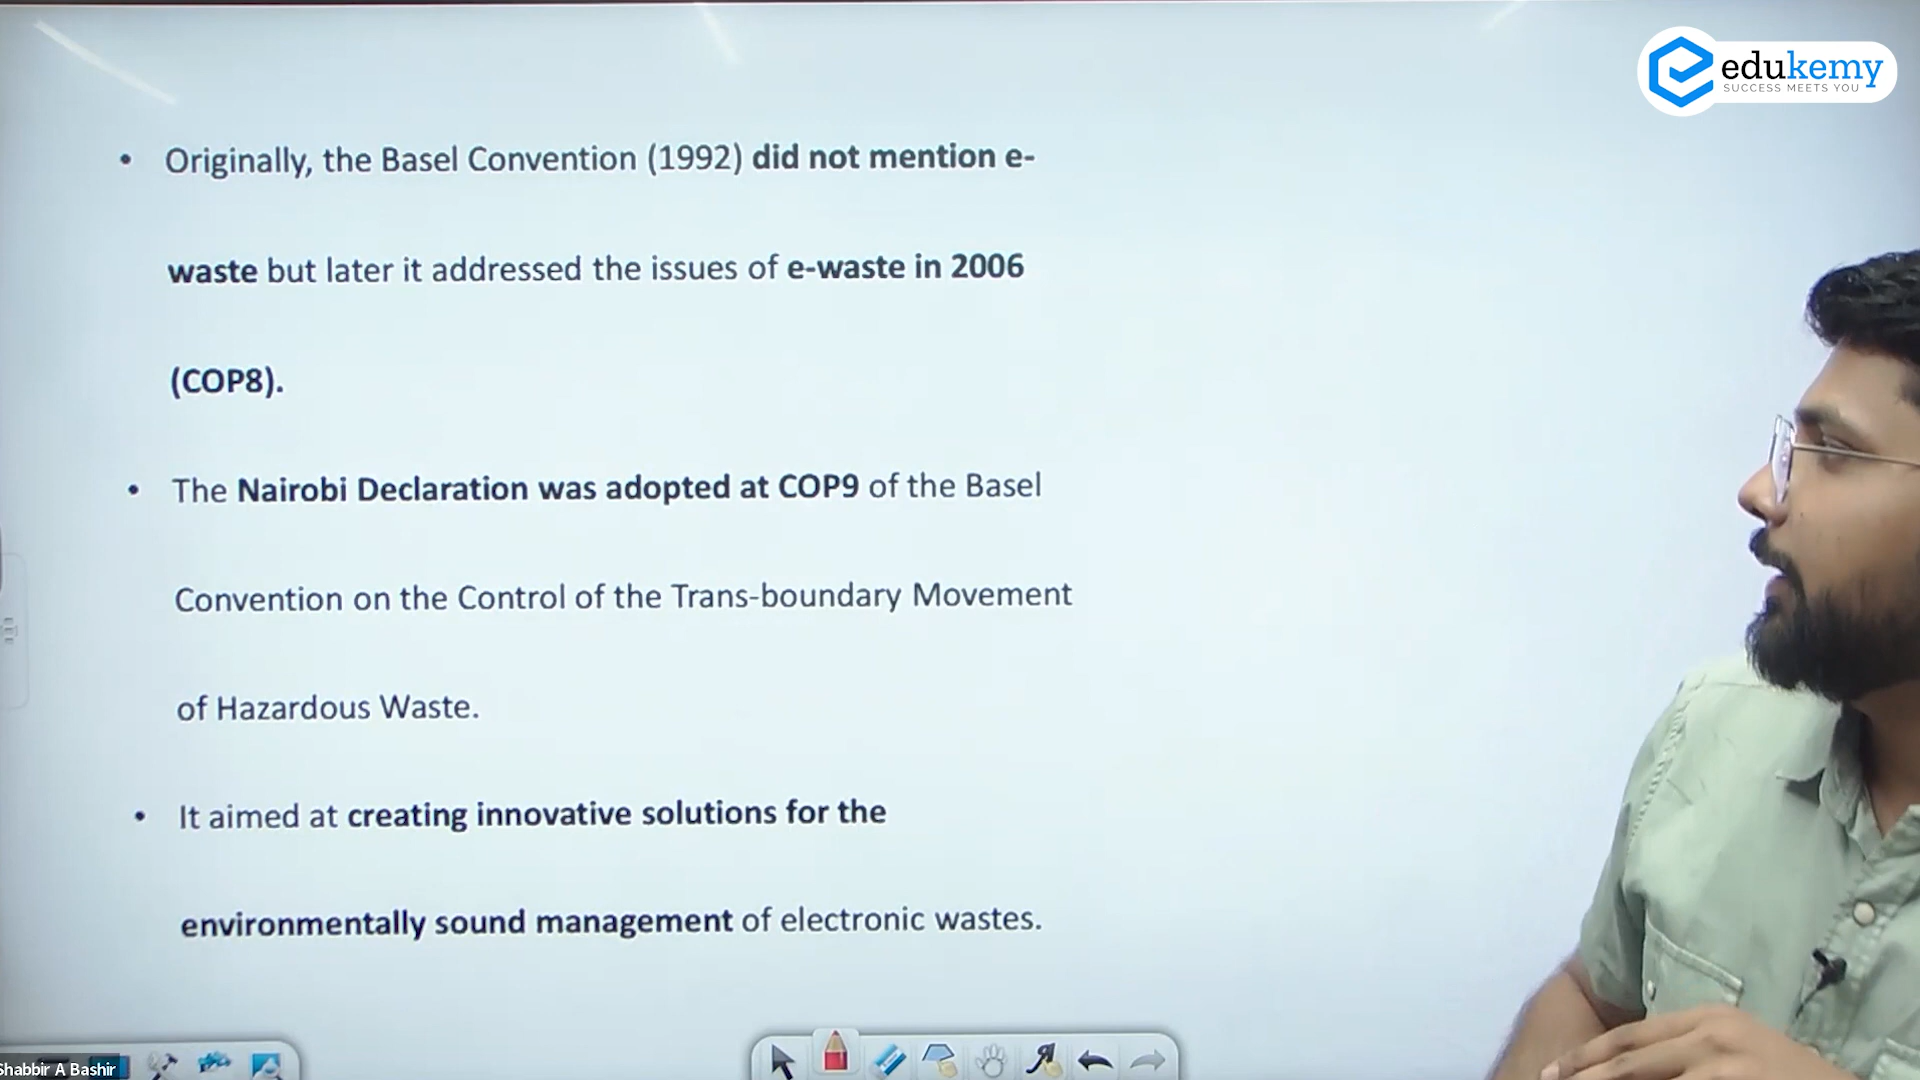 edukemy
SUCCESS MEETS YOU
• Originally, the Basel Convention (1992) did not mention e-
waste but later it addressed the issues of e-waste in 2006
(COP8).
• The Nairobi Declaration was adopted at COP9 of the Basel
Convention on the Control of the Trans-boundary Movement
of Hazardous Waste.
• It aimed at creating innovative solutions for the
environmentally sound management of electronic wastes.
Shabbir A Bashir